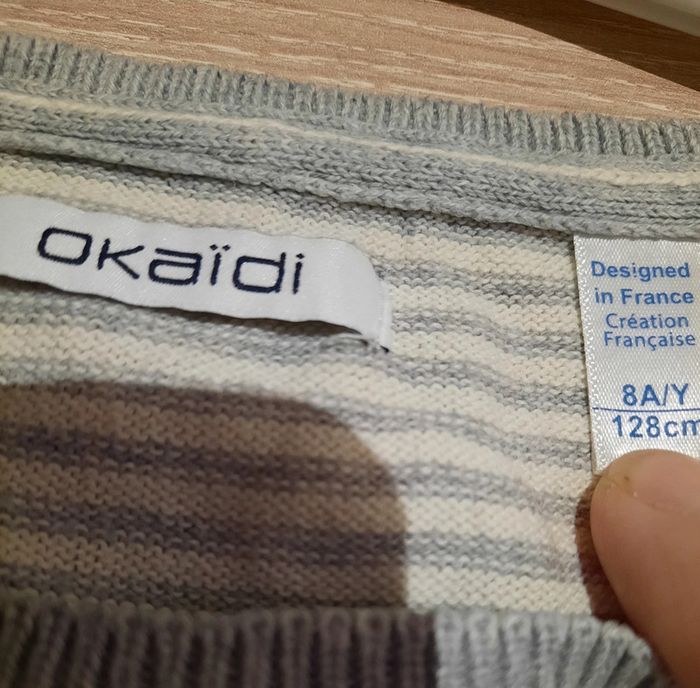 okaïdi
Designed
in France
Création
Française
8A/Y
128cm